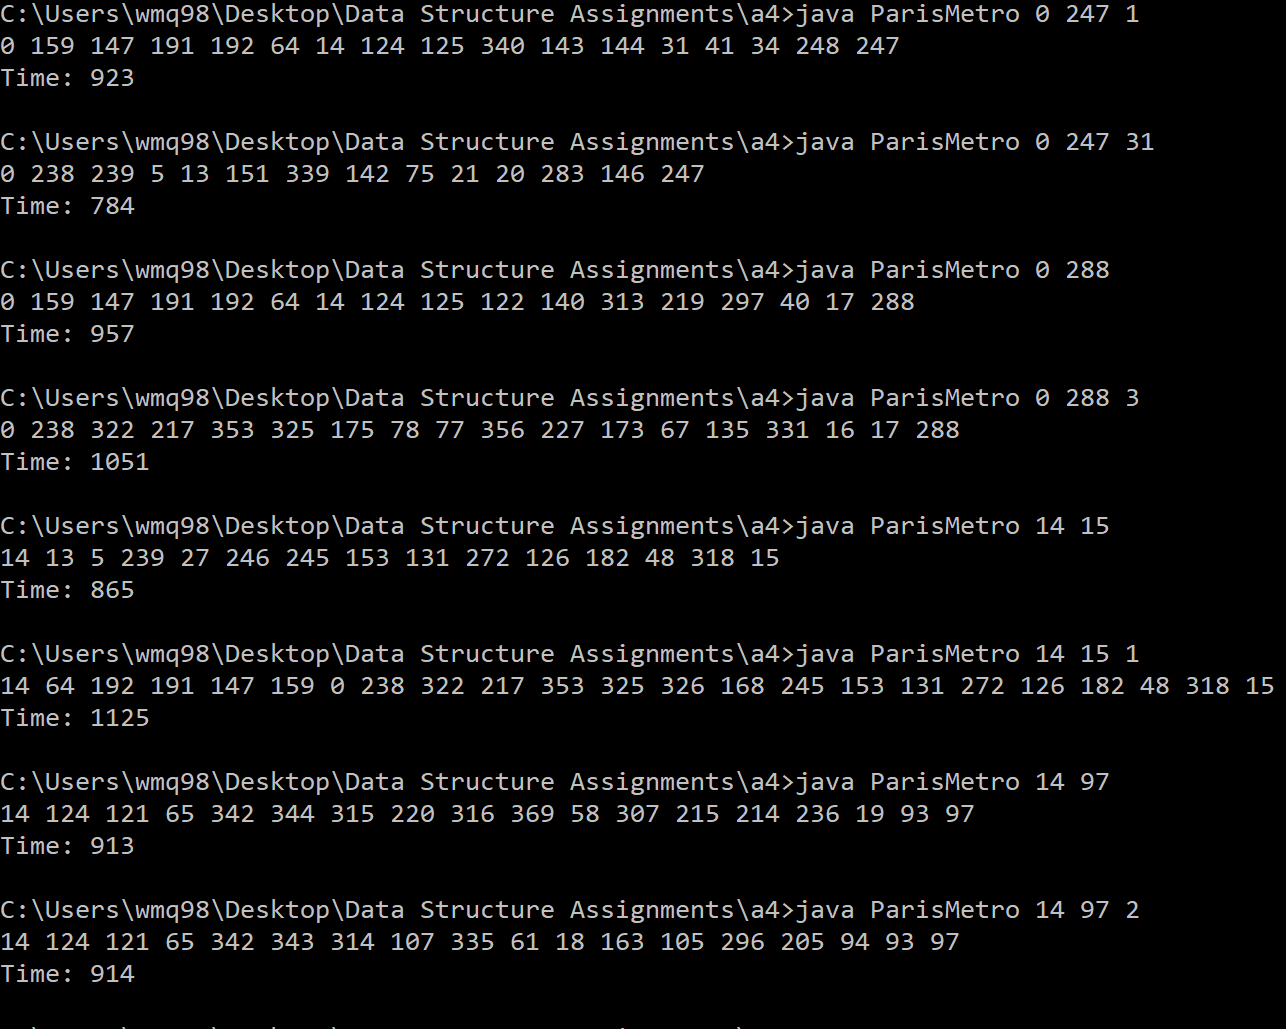 C:\Users\wmq98\Desktop\Data Structure Assignments\a4>java ParisMetro 0 247 1
0 159 147 191 192 64 14 124 125 340 143 144 31 41 34 248 247
Time: 923
C:\Users\wmq98\Desktop\Data Structure Assignments\a4>java ParisMetro 0 247 31
0 238 239 5 13 151 339 142 75 21 20 283 146 247
Time: 784
C:\Users\wmq98\Desktop\Data Structure Assignments\a4>java ParisMetro 0 288
0 159 147 191 192 64 14 124 125 122 140 313 219 297 40 17 288
Time: 957
C:\Users\wmq98\Desktop\Data Structure Assignments\a4>java ParisMetro 0 288 3
0 238 322 217 353 325 175 78 77 356 227 173 67 135 331 16 17 288
Time: 1051
C:\Users\wmq98\Desktop\Data Structure Assignments\a4>java ParisMetro 14 15
14 13 5 239 27 246 245 153 131 272 126 182 48 318 15
Time: 865
C:\Users\wmq98\Desktop\Data Structure Assignments\a4>java ParisMetro 14 15 1
14 64 192 191 147 159 0 238 322 217 353 325 326 168 245 153 131 272 126 182 48 318 15
Time: 1125
C:\Users\wmq98\Desktop\Data Structure Assignments\a4>java ParisMetro 14 97
14 124 121 65 342 344 315 220 316 369 58 307 215 214 236 19 93 97
Time: 913
C:\Users\wmq98\Desktop\Data Structure Assignments\a4>java ParisMetro 14 97 2
14 124 121 65 342 343 314 107 335 61 18 163 105 296 205 94 93 97
Time: 914